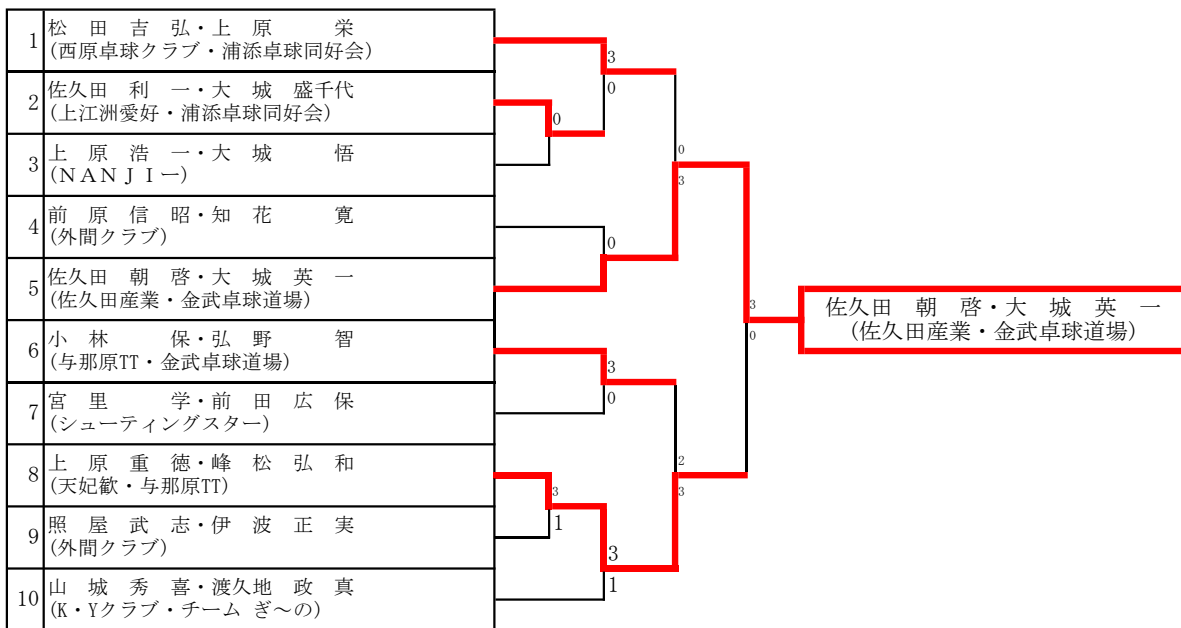 1 松 田 吉 弘・上 原 栄
(西原卓球クラブ・浦添卓球同好会)
2 佐久田 利 一・大 城 盛千代
(上江洲愛好・浦添卓球同好会)
3 上 原 浩 一・大 城 悟
(ＮＡＮＪＩー)
4 前 原 信 昭・知 花 寛
(外間クラブ)
5 佐久田 朝 啓・大 城 英 一
(佐久田産業・金武卓球道場)
6 小 林 保・弘 野 智
(与那原TT・金武卓球道場)
7 宮 里 学・前 田 広 保
(シューティングスター)
8 上 原 重 徳・峰 松 弘 和
(天妃歓・与那原TT)
9 照 屋 武 志・伊 波 正 実
(外間クラブ)
10 山 城 秀 喜・渡久地 政 真
(K・Yクラブ・チーム ぎ～の)
3
0
0
0
3
0
3
1
3
1
0
3
2
3
3
0
佐久田 朝 啓・大 城 英 一
(佐久田産業・金武卓球道場)